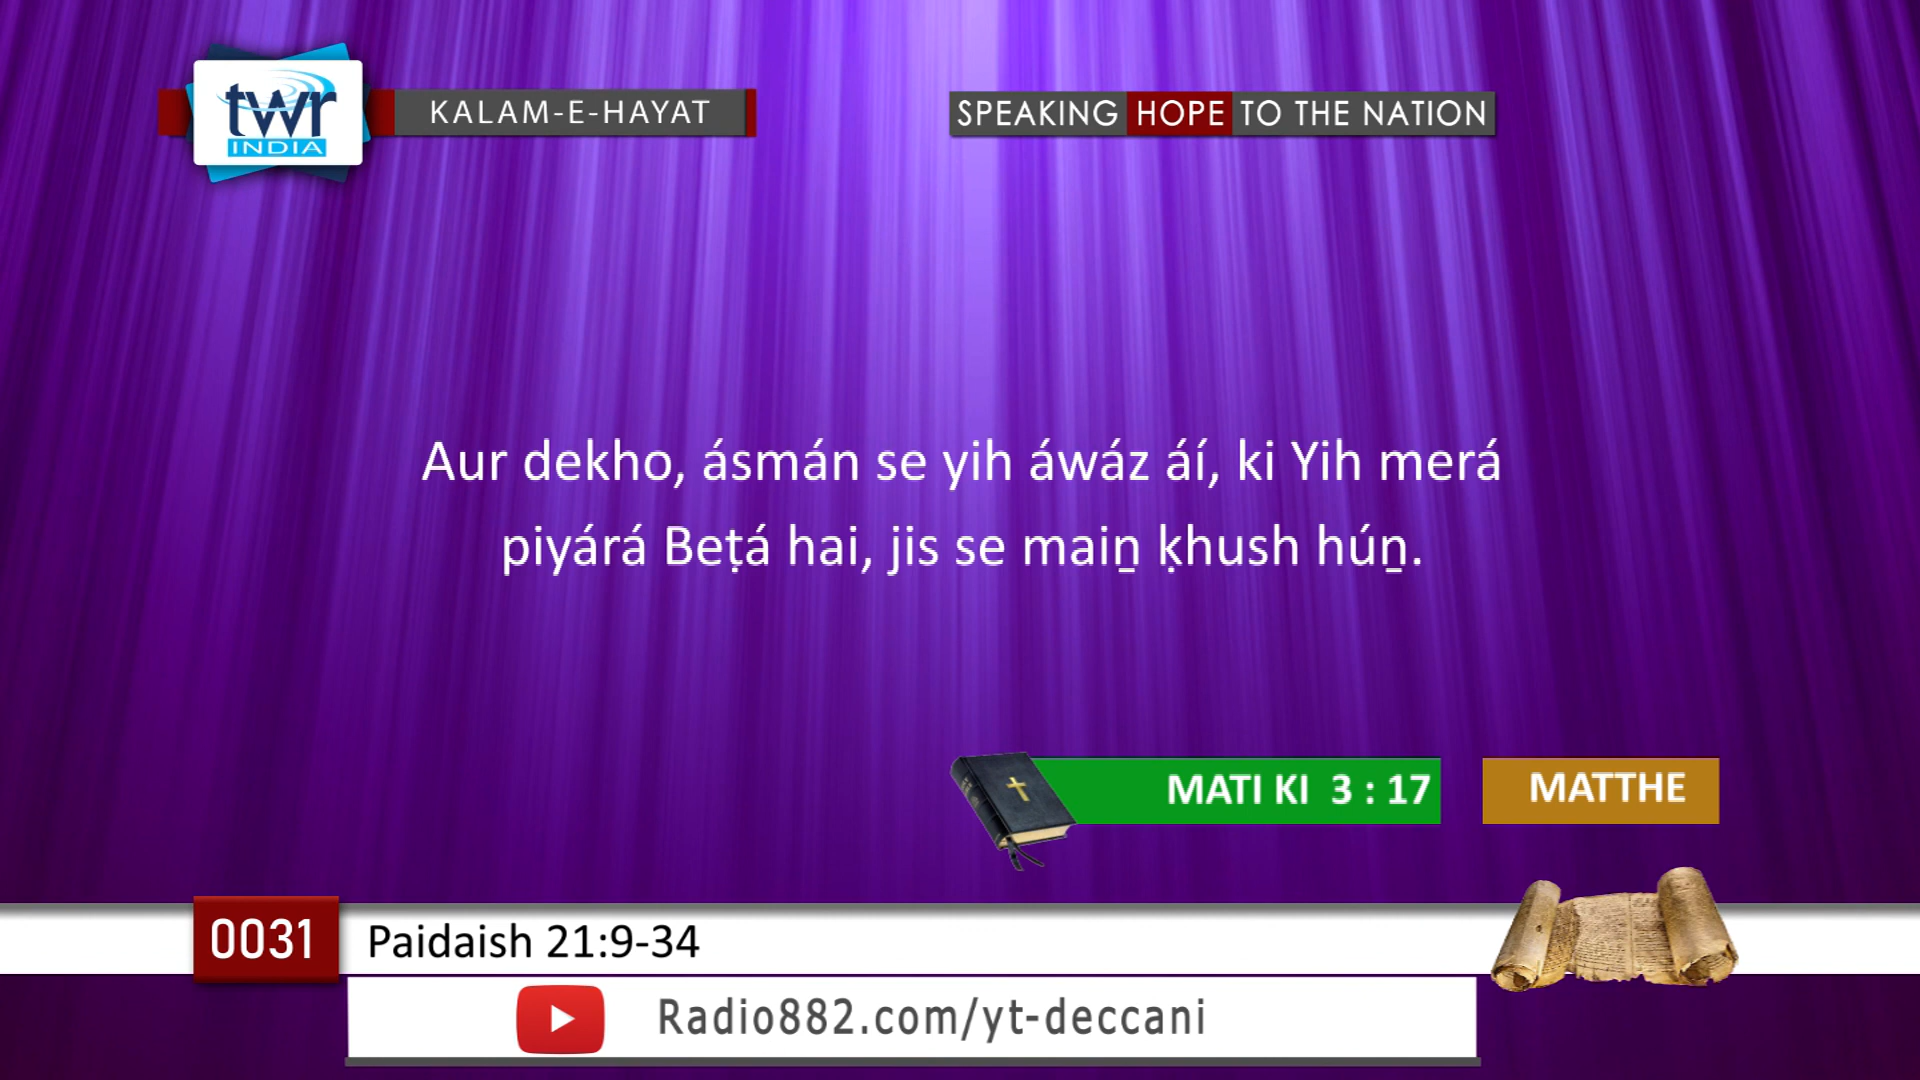 twr
INDIA
KALAM-E-HAYAT
SPEAKING HOPE TO THE NATION
Aur dekho, ásmán se yih áwáz áí, ki Yih merá
piyárá Beṭá hai, jis se maiṉ ḳhush húṉ.
MATI KI 3 : 17
MATTHE
0031
Paidaish 21:9-34
Radio882.com/yt-deccani